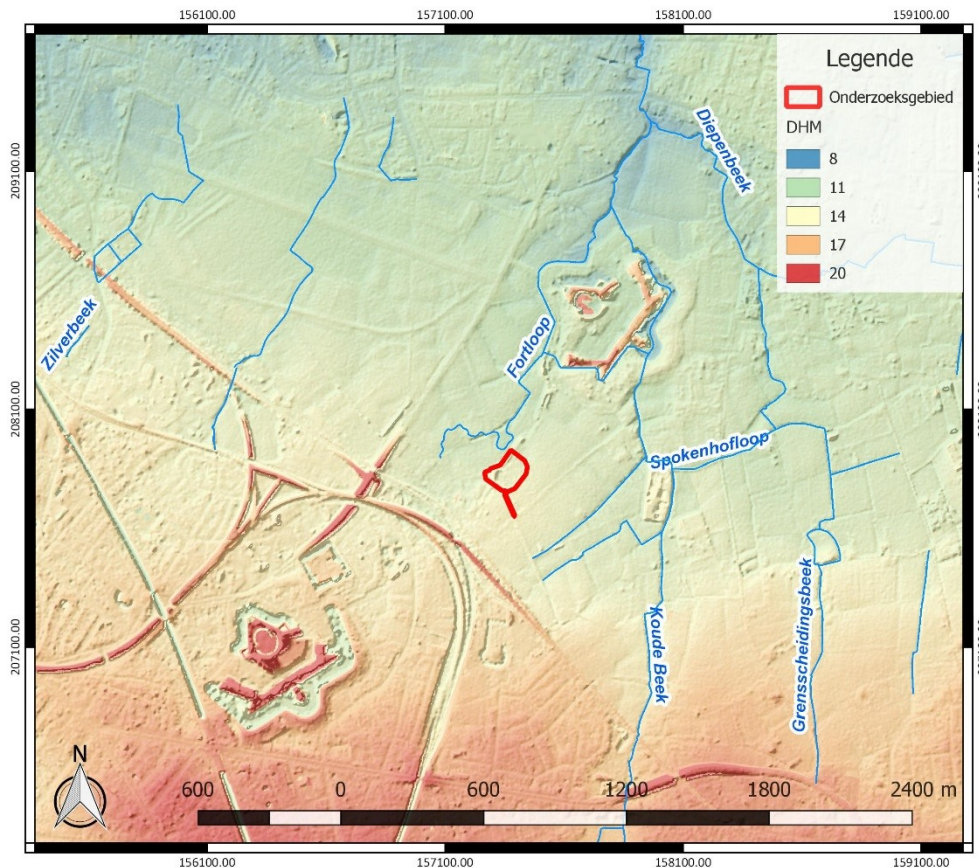 156100.00 157100.00 158100.00 159100.00
Legende
Onderzoeksgebied
DHM
8
11
14
17
20
209100.00
208100.00
207100.00
Diepenbeek
Zilverbeek
Fortloop
Spokenhofloop
Koude Beek
Grensscheidingsbeek
N
600 0 600 1200 1800 2400 m
156100.00 157100.00 158100.00 159100.00